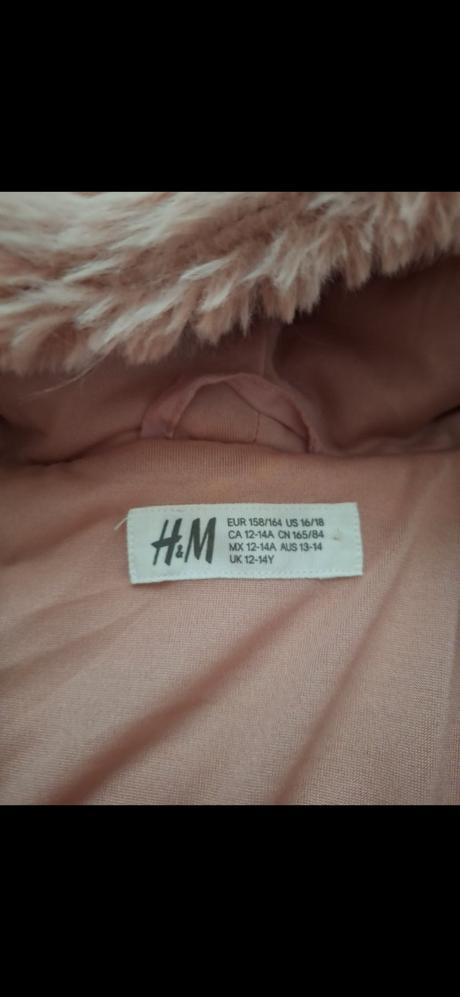 H&M
EUR 158/164 US 16/18
CA 12-14A CN 165/84
MX 12-14A AUS 13-14
UK 12-14Y